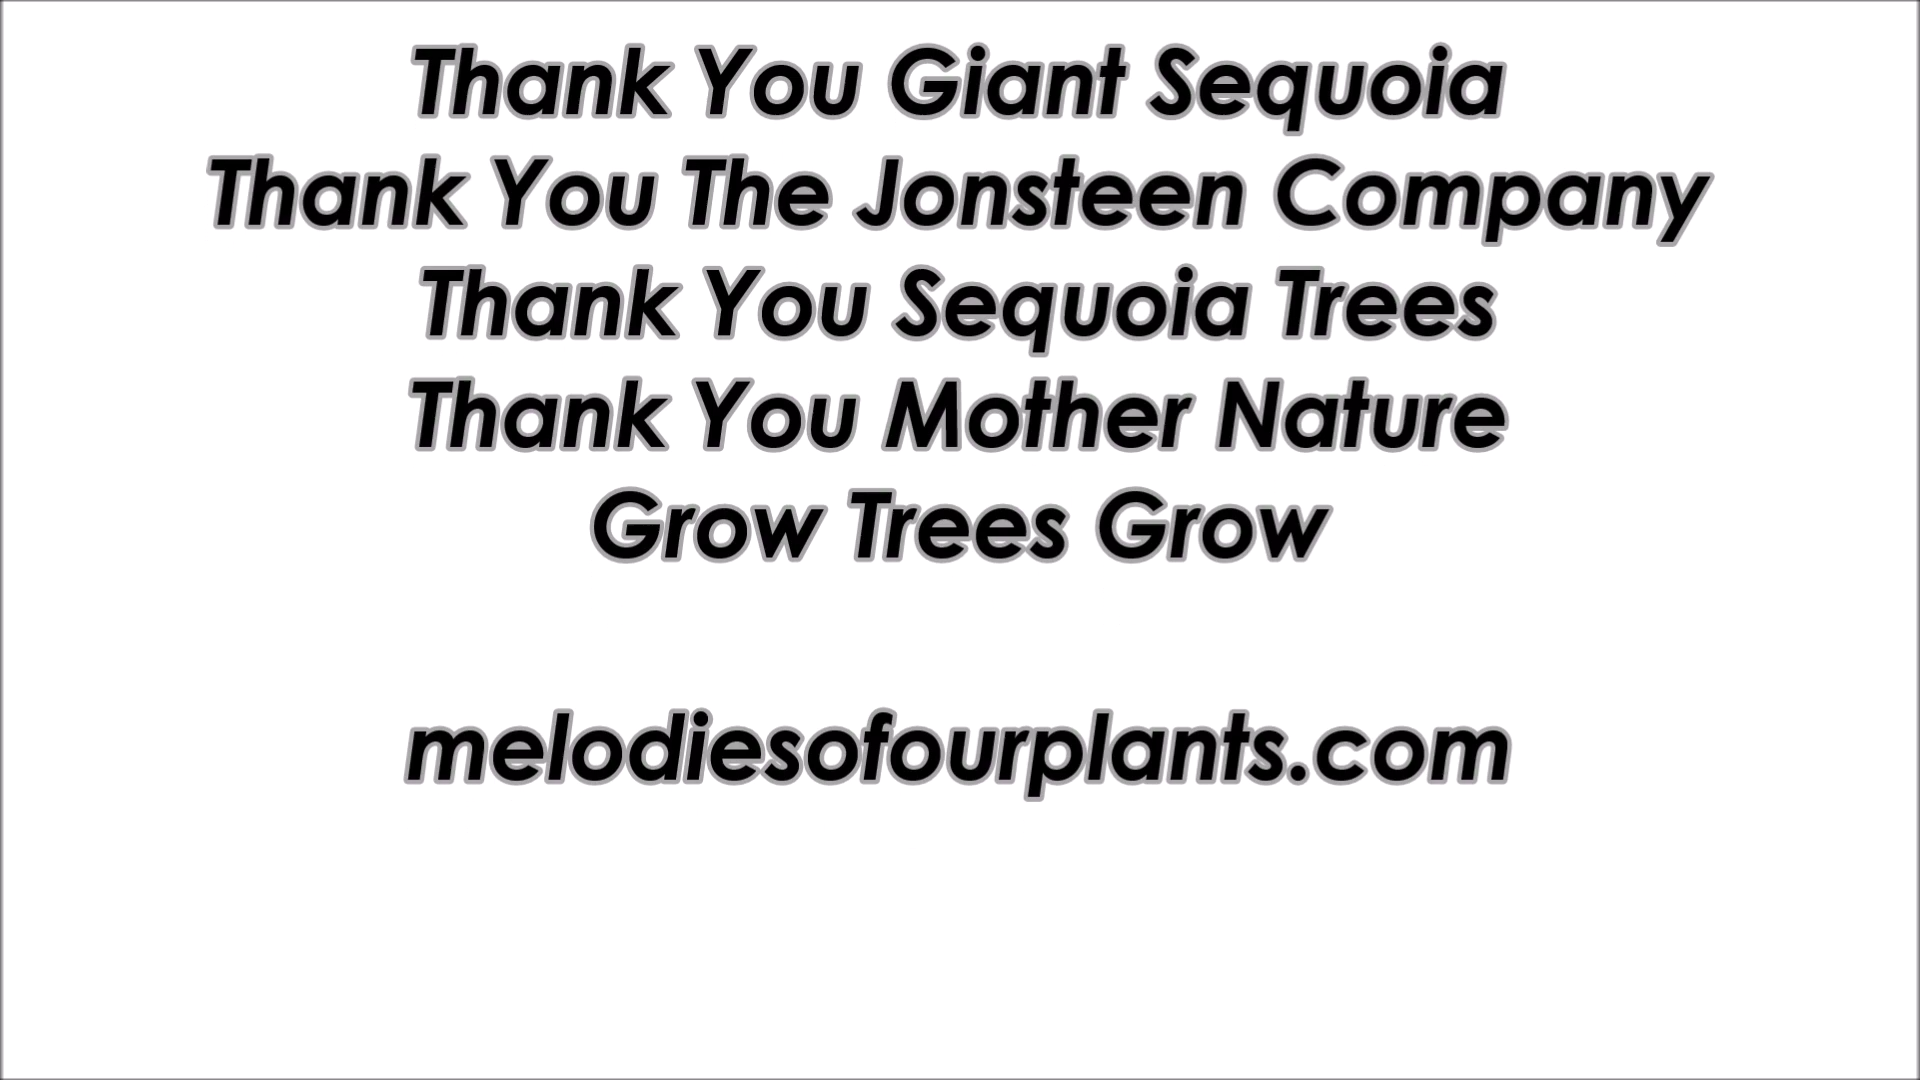 Thank You Giant Sequoia
Thank You The Jonsteen Company
Thank You Sequoia Trees
Thank You Mother Nature
Grow Trees Grow
melodiesofourplants.com